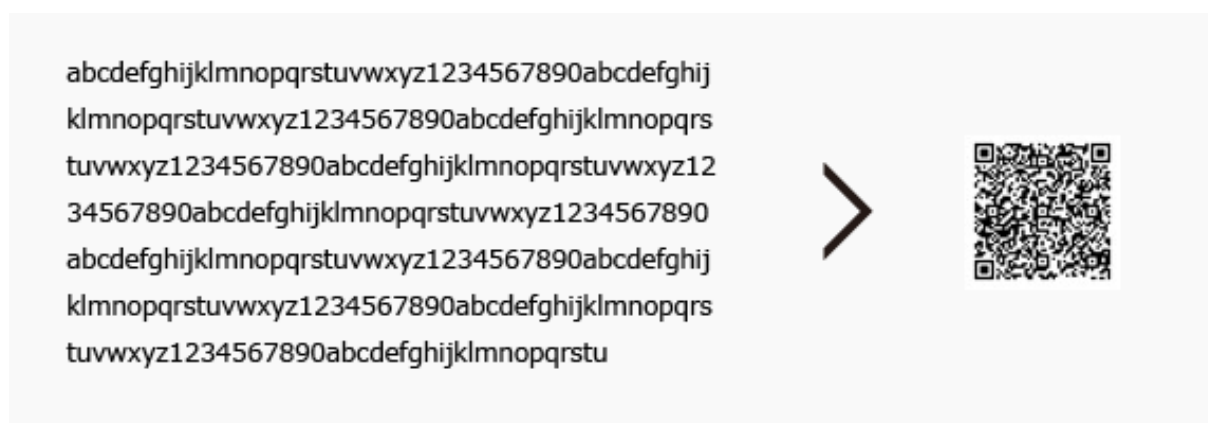 abcdefghijklmnopqrstuvwxyz1234567890abcdefghij
klmnopqrstuvwxyz1234567890abcdefghijklmnopqrs
tuvwxyz1234567890abcdefghijklmnopqrstuvwxyz12
34567890abcdefghijklmnopqrstuvwxyz1234567890
abcdefghijklmnopqrstuvwxyz1234567890abcdefghij
klmnopqrstuvwxyz1234567890abcdefghijklmnopqrs
tuvwxyz1234567890abcdefghijklmnopqrstu